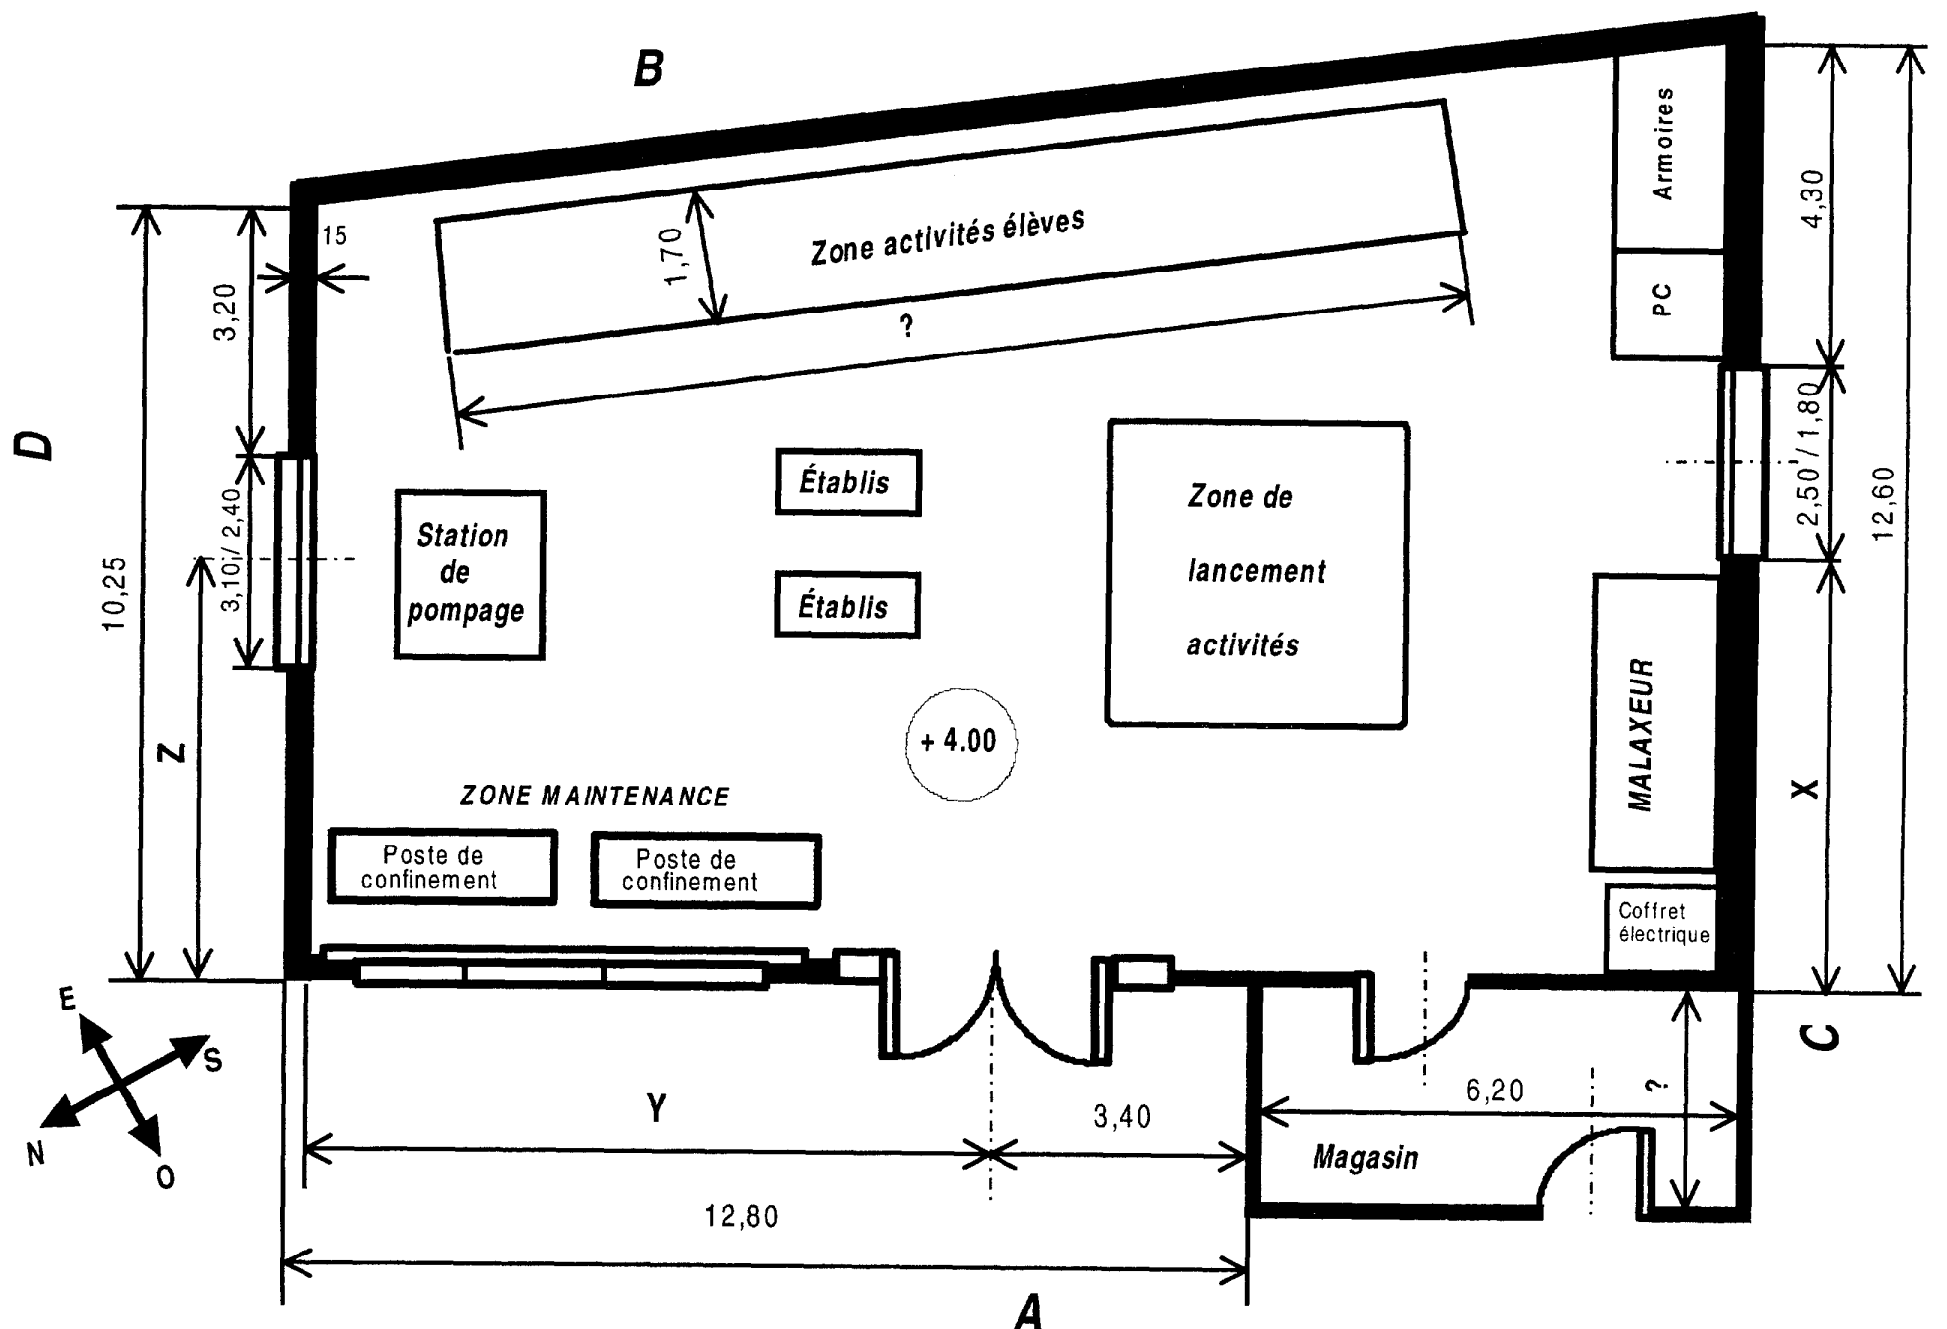 B
15
Armoires
4,30
Zone activités élèves
1,70
3,20
PC
?
D
2,50 / 1,80
12,60
Établis
Zone de
lancement
activités
Station
de
pompage
3,10 / 2,40
10,25
Établis
MALAXEUR
Z
+ 4.00
X
ZONE MAINTENANCE
Poste de
confinement
Poste de
confinement
Coffret
électrique
E
S
N
O
C
Y
3,40
6,20
?
Magasin
12,80
A